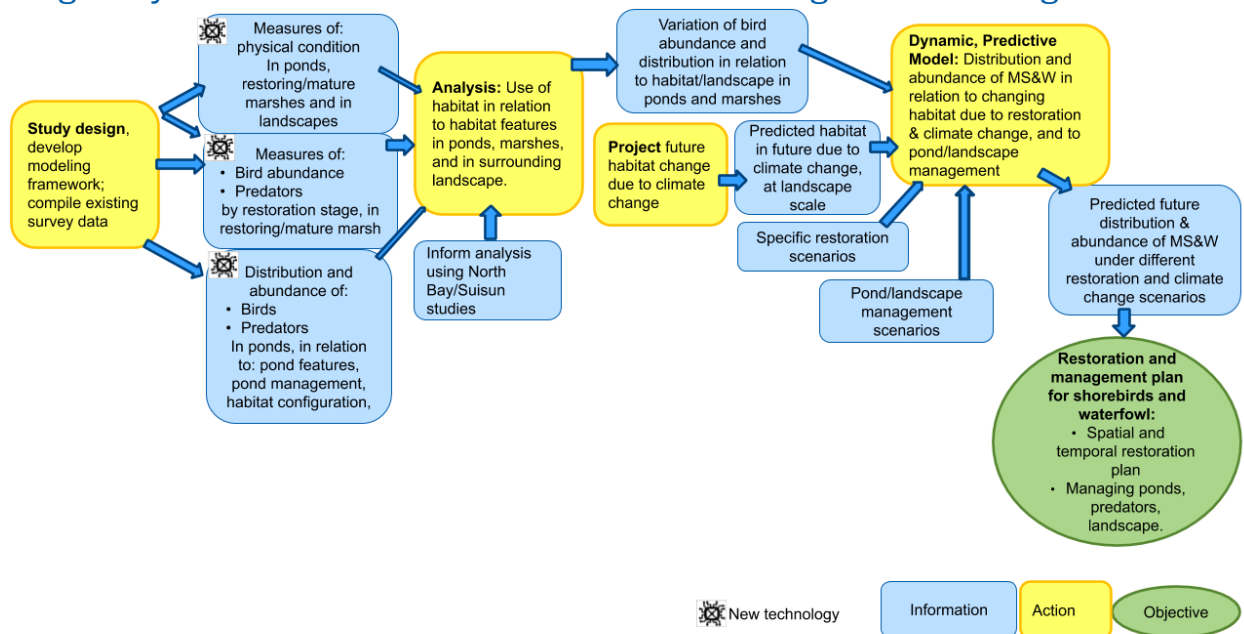 Measures of:
physical condition
In ponds,
restoring/mature
marshes and in
landscapes
Study design,
develop
modeling
framework;
compile existing
survey data
Measures of:
• Bird abundance
• Predators
by restoration stage, in
restoring/mature marsh
Distribution and
abundance of:
• Birds
• Predators
In ponds, in relation
to: pond features,
pond management,
habitat configuration,
Analysis: Use of
habitat in relation
to habitat features
in ponds, marshes,
and in surrounding
landscape.
Inform analysis
using North
Bay/Suisun
studies
Variation of bird
abundance and
distribution in relation
to habitat/landscape in
ponds and marshes
Project future
habitat change
due to climate
change
Predicted habitat
in future due to
climate change,
at landscape
scale
Specific restoration
scenarios
Pond/landscape
management
scenarios
Dynamic, Predictive
Model: Distribution and
abundance of MS&W in
relation to changing
habitat due to restoration
& climate change, and to
pond/landscape
management
Predicted future
distribution &
abundance of MS&W
under different
restoration and climate
change scenarios
Restoration and
management plan
for shorebirds and
waterfowl:
• Spatial and
temporal restoration
plan
• Managing ponds,
predators,
landscape.
New technology
Information
Action
Objective